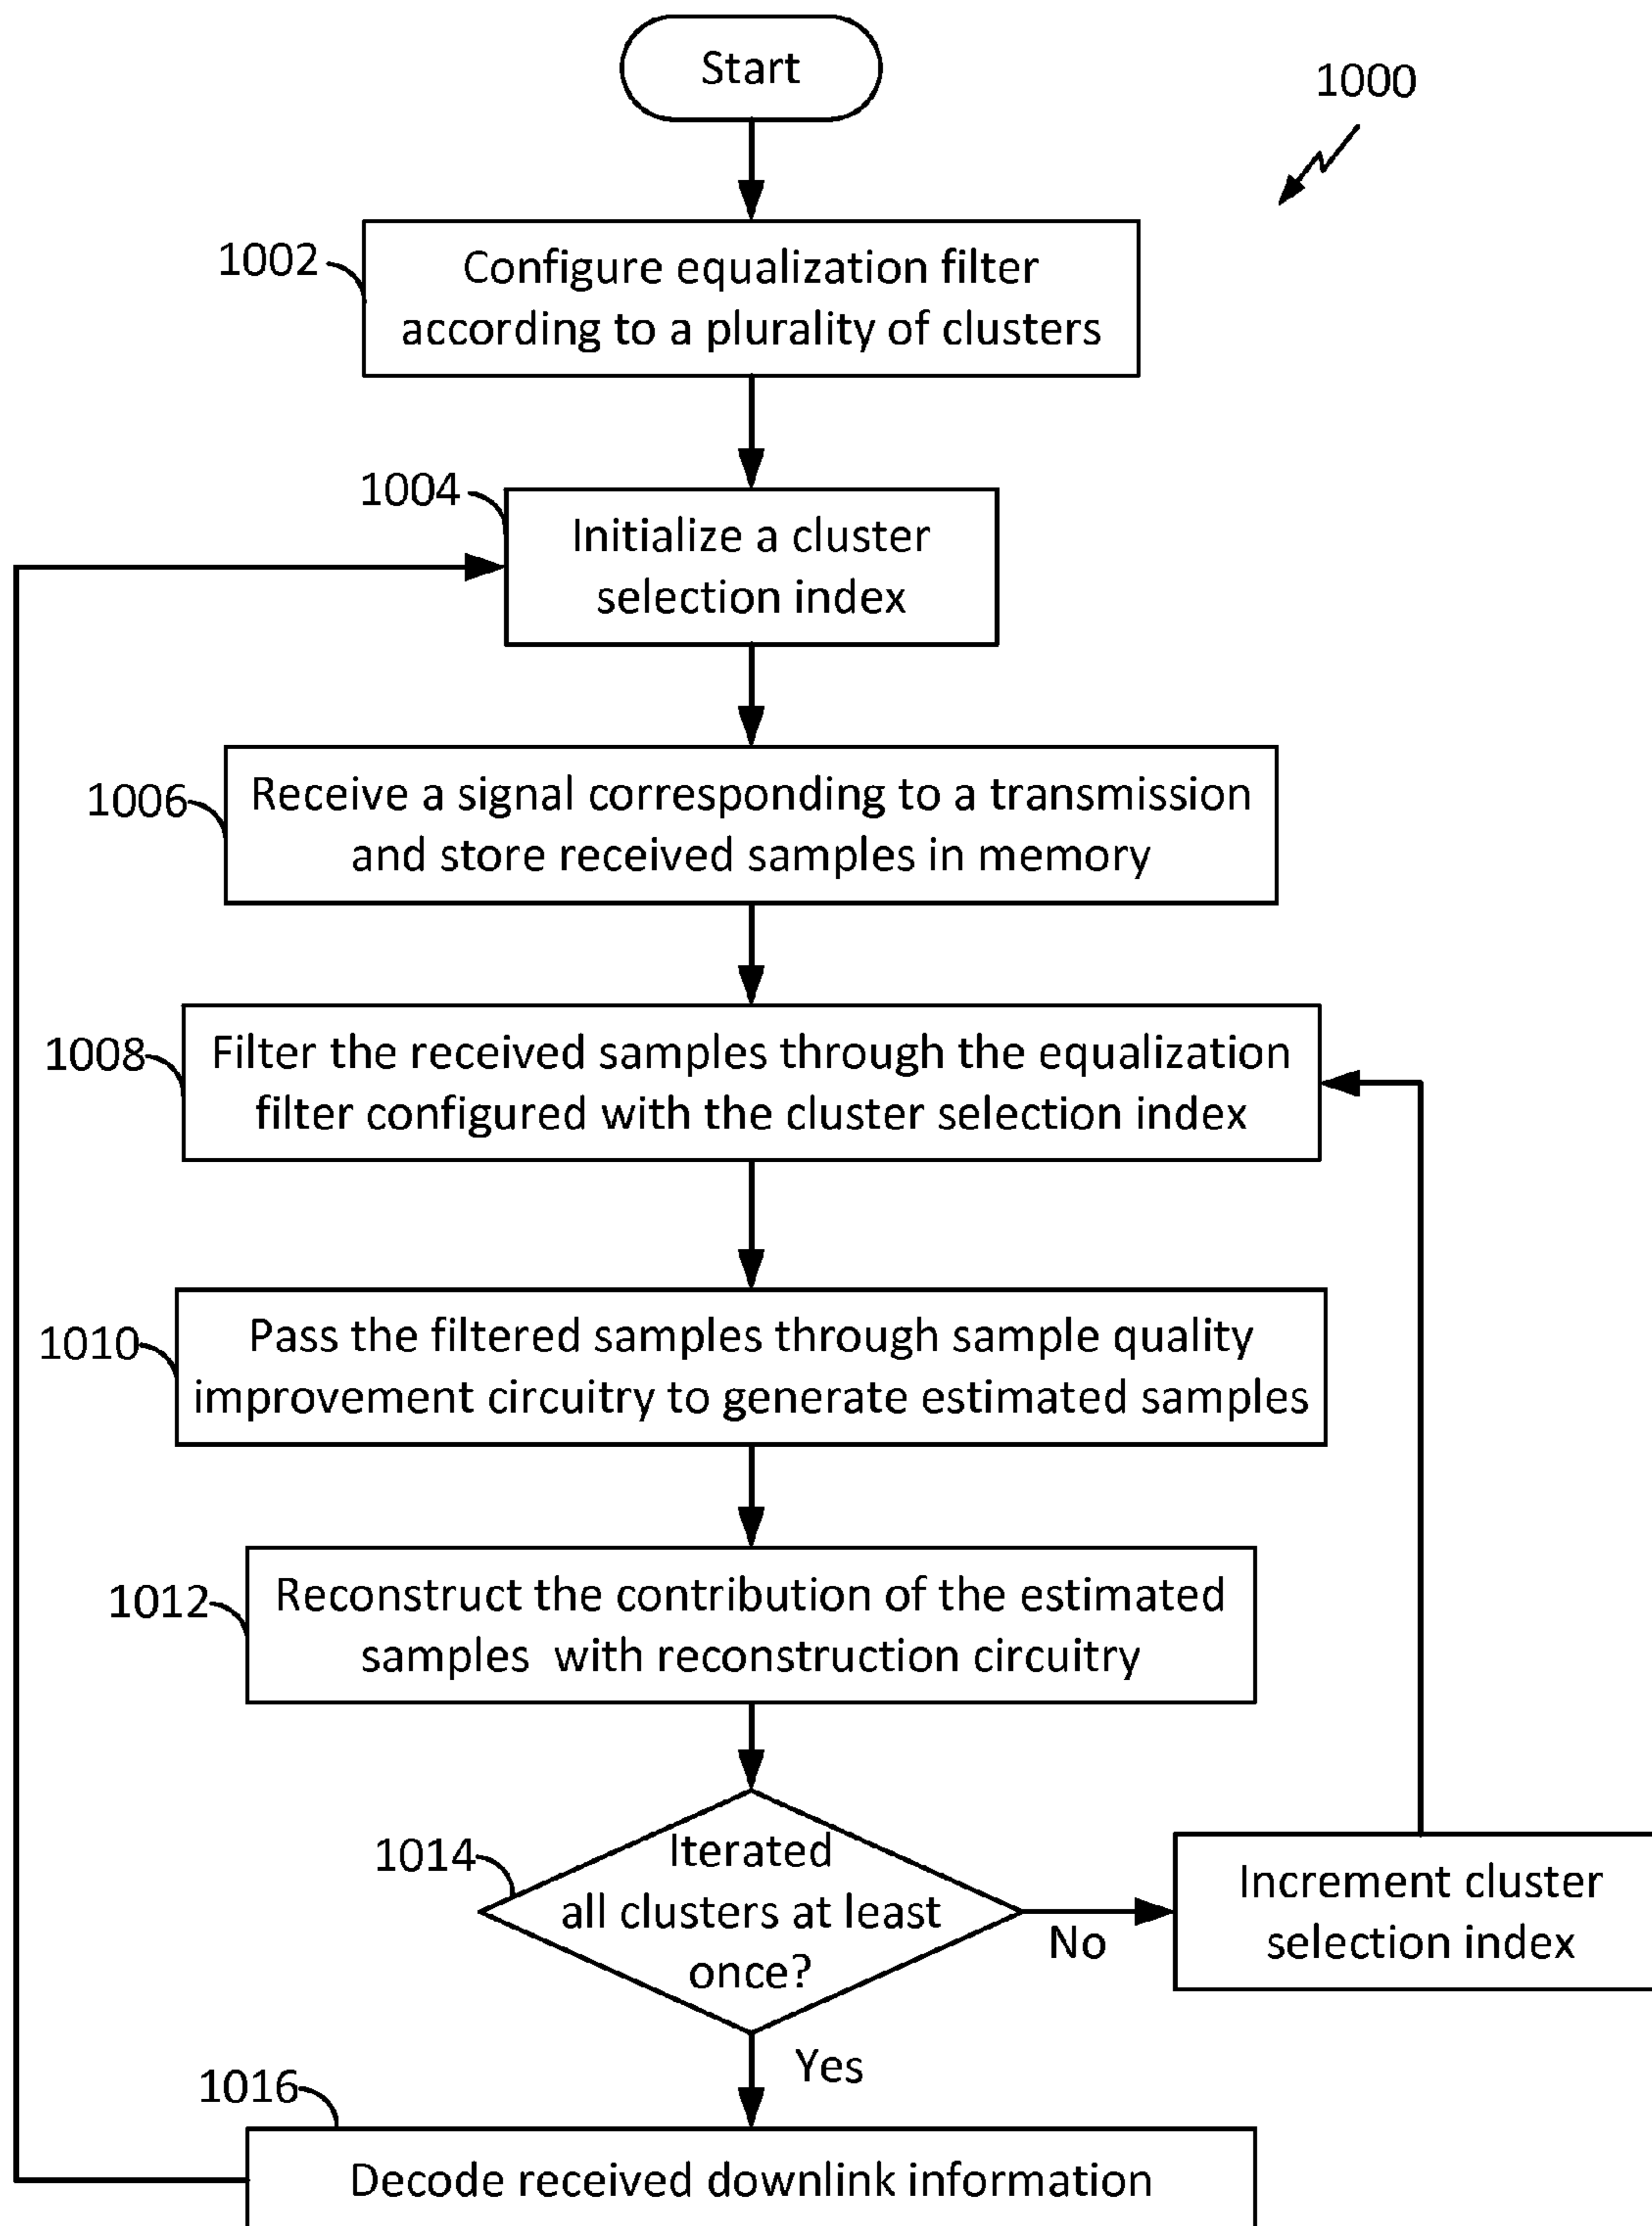 Start
1000
1002
Configure equalization filter
according to a plurality of clusters
1004
Initialize a cluster
selection index
1006
Receive a signal corresponding to a transmission
and store received samples in memory
1008
Filter the received samples through the equalization
filter configured with the cluster selection index
1010
Pass the filtered samples through sample quality
improvement circuitry to generate estimated samples
1012
Reconstruct the contribution of the estimated
samples with reconstruction circuitry
1014
Iterated
all clusters at least
once?
No
Increment cluster
selection index
Yes
1016
Decode received downlink information